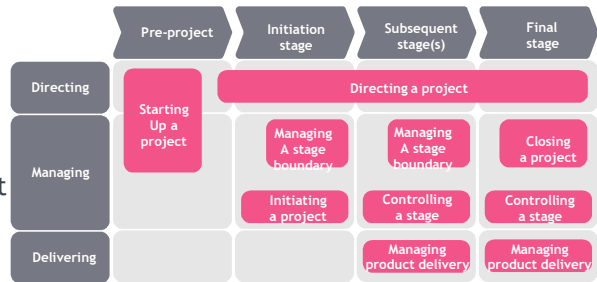 Pre-project
Initiation
stage
Subsequent
stage(s)
Final
stage
Directing
Starting
Up a
project
Directing a project
Managing
Managing
A stage
boundary
Managing
A stage
boundary
Closing
a project
t
Initiating
a project
Controlling
a stage
Controlling
a stage
Delivering
Managing
product delivery
Managing
product delivery